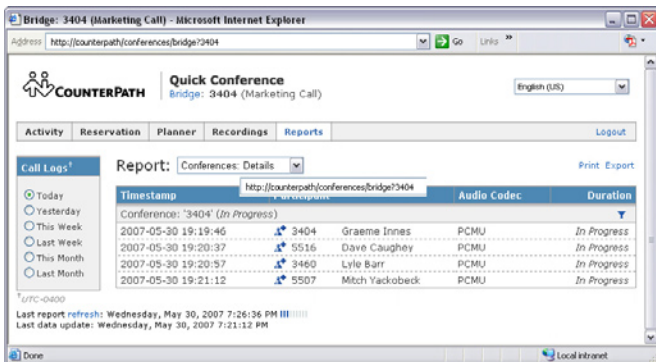 Bridge: 3404 (Marketing Call) - Microsoft Internet Explorer
Address http://counterpath/conferences/bridge?3404 Go Links »
COUNTERPATH
Quick Conference
Bridge: 3404 (Marketing Call)
English (US)
Activity Reservation Planner Recordings Reports Logout
Call Logs†
Today
Yesterday
This Week
Last Week
This Month
Last Month
†UTC-0400
Report: Conferences: Details Print Export
http://counterpath/conferences/bridge?3404
Timestamp Participant Audio Codec Duration
Conference: '3404' (In Progress)
2007-05-30 19:19:46 3404 Graeme Innes PCMU In Progress
2007-05-30 19:20:37 5516 Dave Caughey PCMU In Progress
2007-05-30 19:20:57 3460 Lyle Barr PCMU In Progress
2007-05-30 19:21:12 5507 Mitch Yackobeck PCMU In Progress
Last report refresh: Wednesday, May 30, 2007 7:26:36 PM
Last data update: Wednesday, May 30, 2007 7:21:12 PM
Done Local intranet